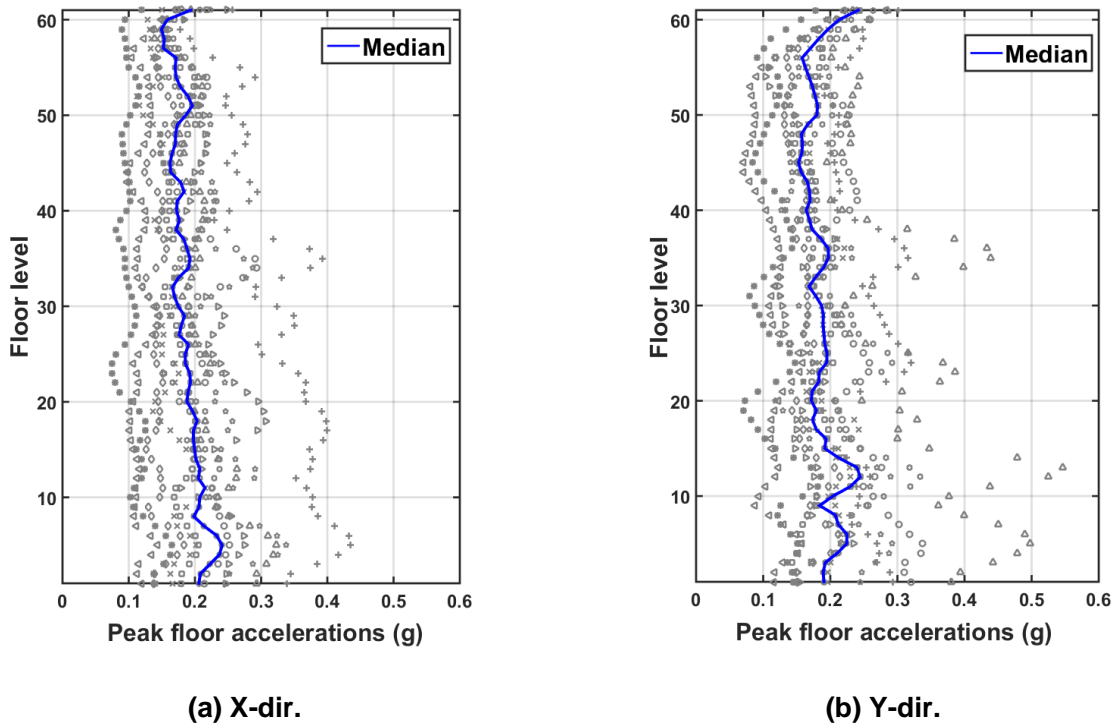 60
50
40
30
20
10
0 0.1 0.2 0.3 0.4 0.5 0.6
Floor level
Peak floor accelerations (g)
Median
(a) X-dir.
60
50
40
30
20
10
0 0.1 0.2 0.3 0.4 0.5 0.6
Floor level
Peak floor accelerations (g)
Median
(b) Y-dir.